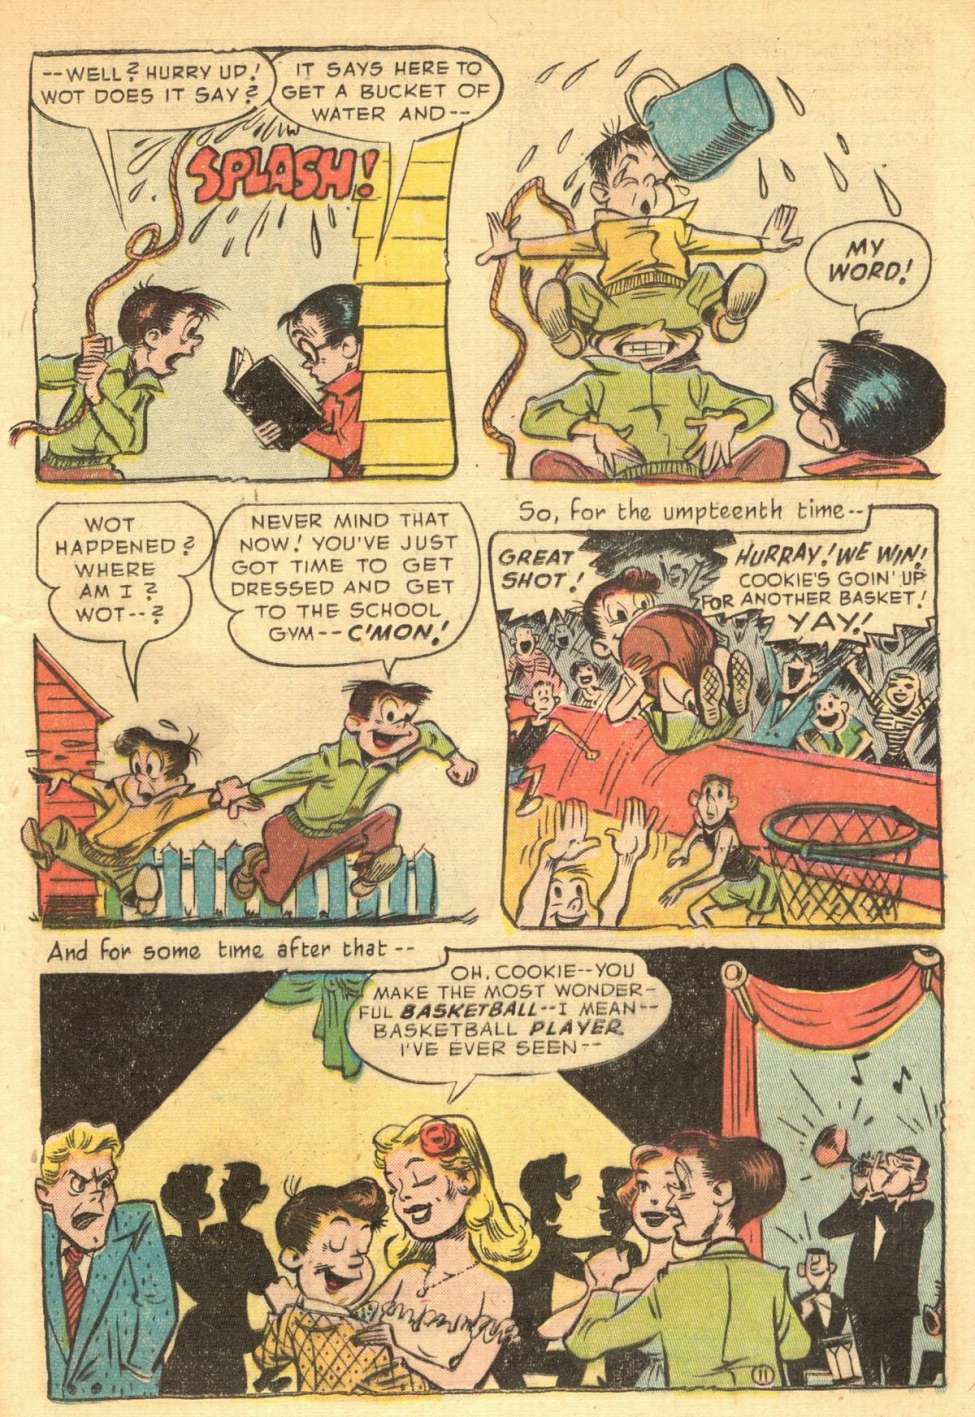 --WELL? HURRY UP!
WOT DOES IT SAY?
IT SAYS HERE TO
GET A BUCKET OF
WATER AND--
SPLASH!
MY
WORD!
WOT
HAPPENED?
WHERE
AM I?
WOT--?
NEVER MIND THAT
NOW! YOU'VE JUST
GOT TIME TO GET
DRESSED AND GET
TO THE SCHOOL
GYM--C'MON!
So, for the umpteenth time--
GREAT
SHOT!
HURRAY! WE WIN!
COOKIE'S GOIN' UP
FOR ANOTHER BASKET!
YAY!
And for some time after that--
OH, COOKIE--YOU
MAKE THE MOST WONDER-
FUL BASKETBALL--I MEAN--
BASKETBALL PLAYER
I'VE EVER SEEN--
11